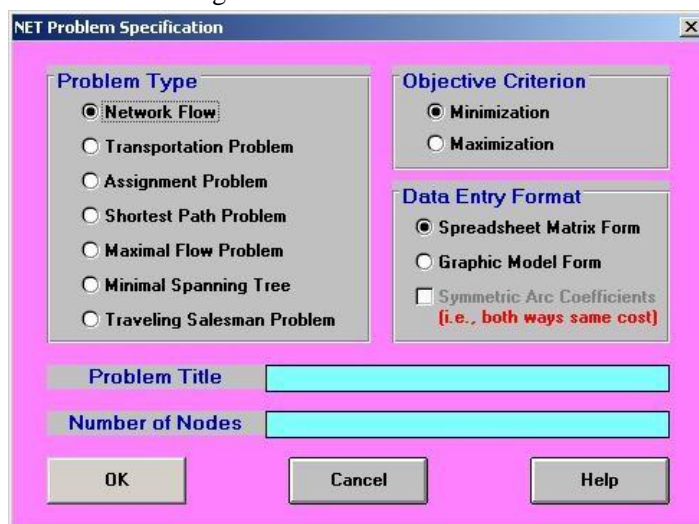 NET Problem Specification
Problem Type
Network Flow
Transportation Problem
Assignment Problem
Shortest Path Problem
Maximal Flow Problem
Minimal Spanning Tree
Traveling Salesman Problem
Objective Criterion
Minimization
Maximization
Data Entry Format
Spreadsheet Matrix Form
Graphic Model Form
Symmetric Arc Coefficients
(i.e., both ways same cost)
Problem Title
Number of Nodes
OK
Cancel
Help